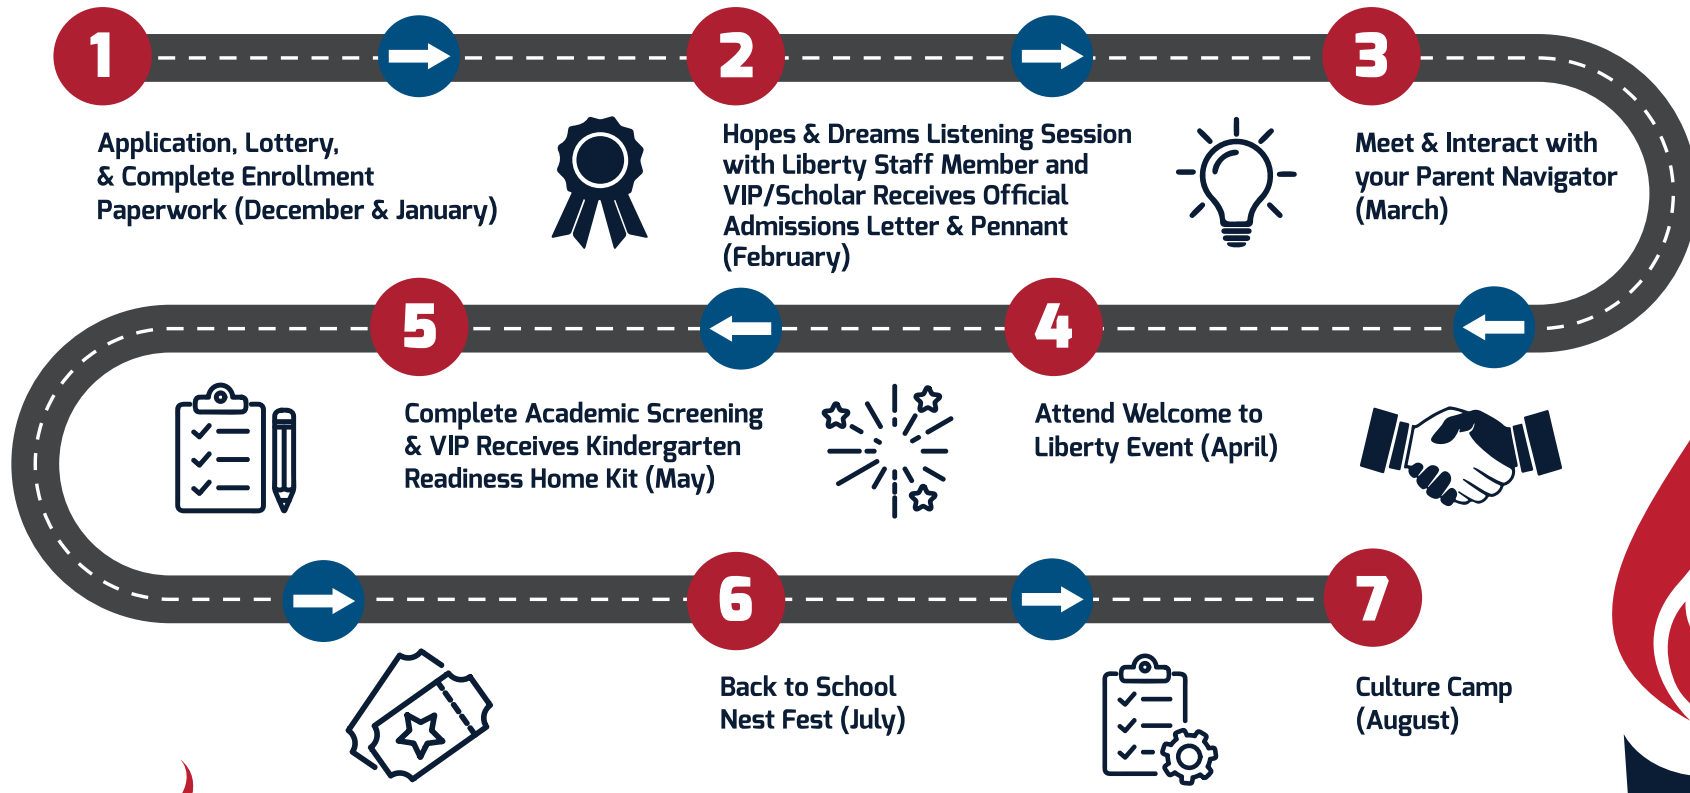 1
2
3
Application, Lottery,
& Complete Enrollment
Paperwork (December & January)
Hopes & Dreams Listening Session
with Liberty Staff Member and
VIP/Scholar Receives Official
Admissions Letter & Pennant
(February)
Meet & Interact with
your Parent Navigator
(March)
4
Attend Welcome to
Liberty Event (April)
5
Complete Academic Screening
& VIP Receives Kindergarten
Readiness Home Kit (May)
6
Back to School
Nest Fest (July)
7
Culture Camp
(August)